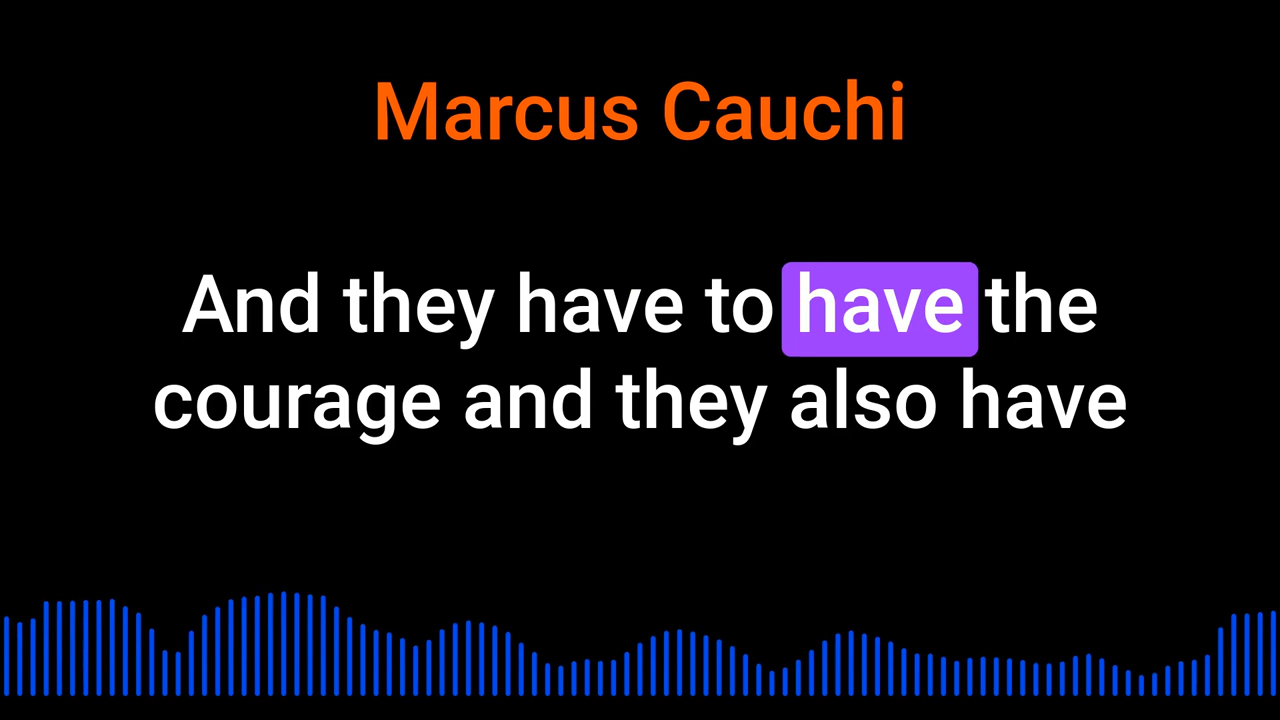 Marcus Cauchi
And they have to have the
courage and they also have